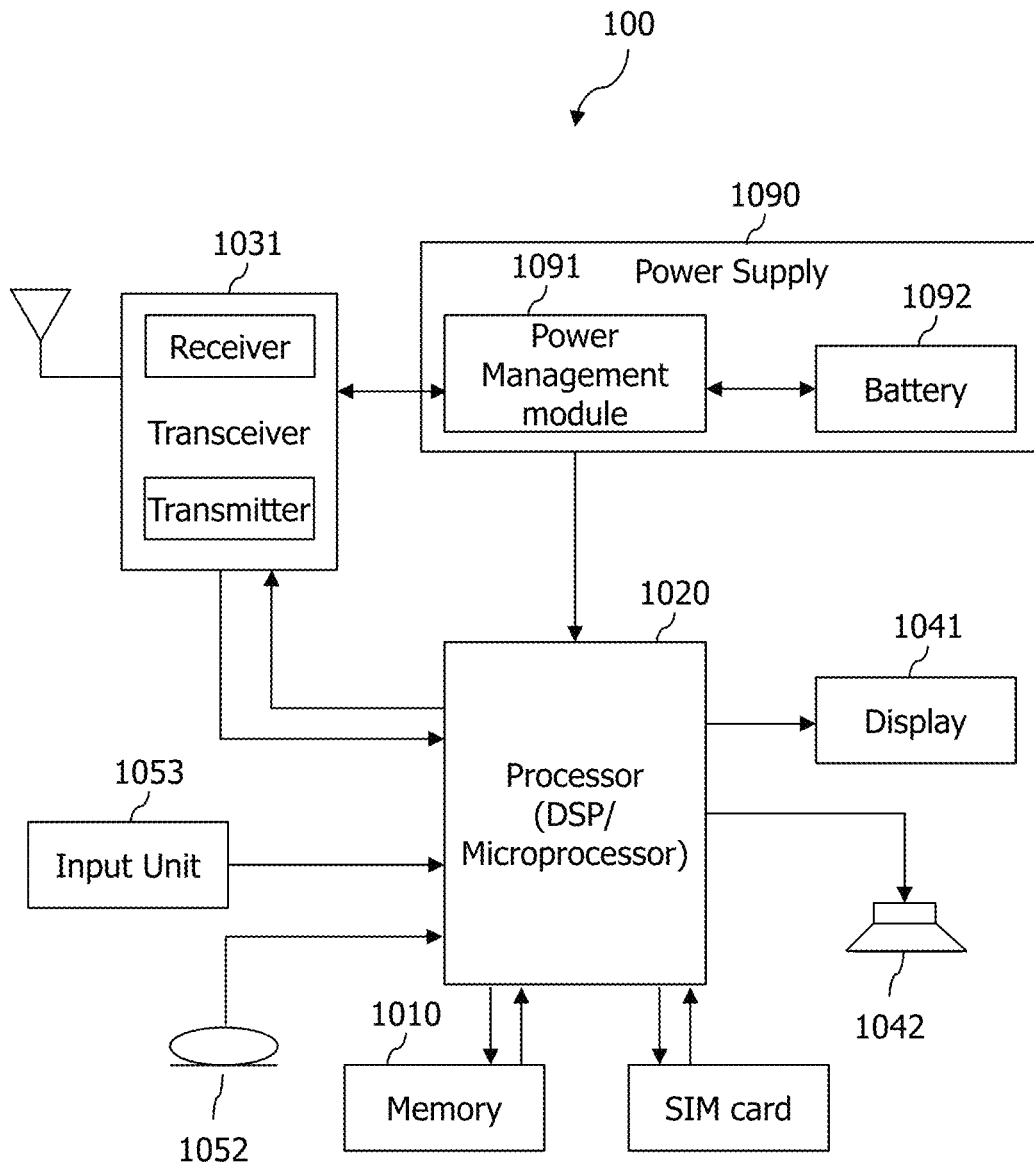 100
1090
1031
1091
Power Supply
1092
Receiver
Power
Management
module
Battery
Transceiver
Transmitter
1020
1041
Display
1053
Processor
(DSP/
Microprocessor)
Input Unit
1042
1010
1052
Memory
SIM card